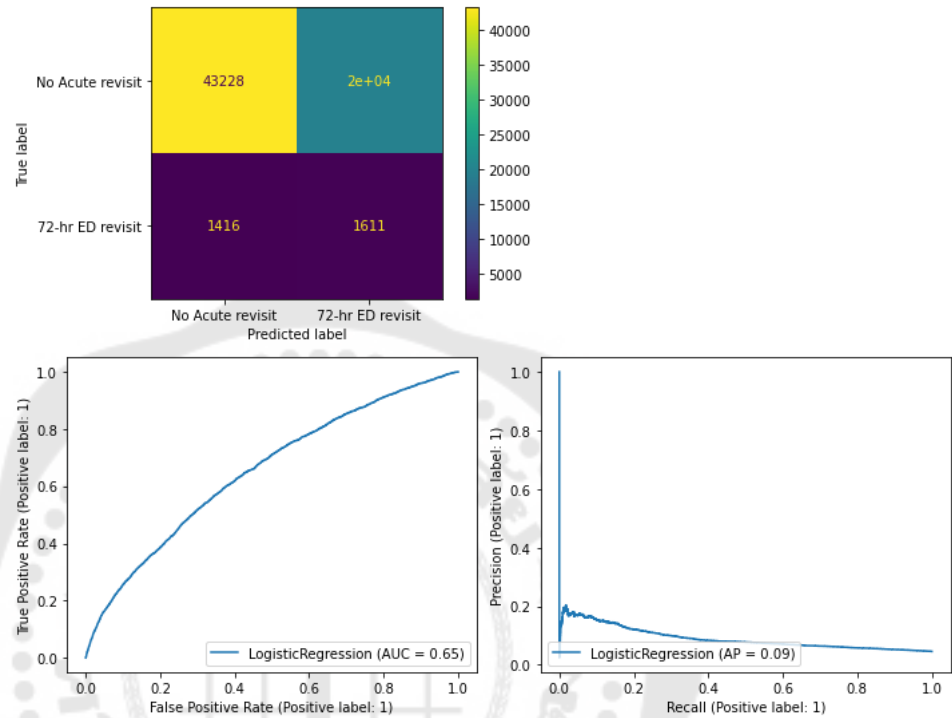 No Acute revisit
72-hr ED revisit
True label
43228
2e+04
1416
1611
No Acute revisit
72-hr ED revisit
Predicted label
40000
35000
30000
25000
20000
15000
10000
5000
True Positive Rate (Positive label: 1)
1.0
0.8
0.6
0.4
0.2
0.0
LogisticRegression (AUC = 0.65)
0.0 0.2 0.4 0.6 0.8 1.0
False Positive Rate (Positive label: 1)
Precision (Positive label: 1)
1.0
0.8
0.6
0.4
0.2
0.0
LogisticRegression (AP = 0.09)
0.0 0.2 0.4 0.6 0.8 1.0
Recall (Positive label: 1)